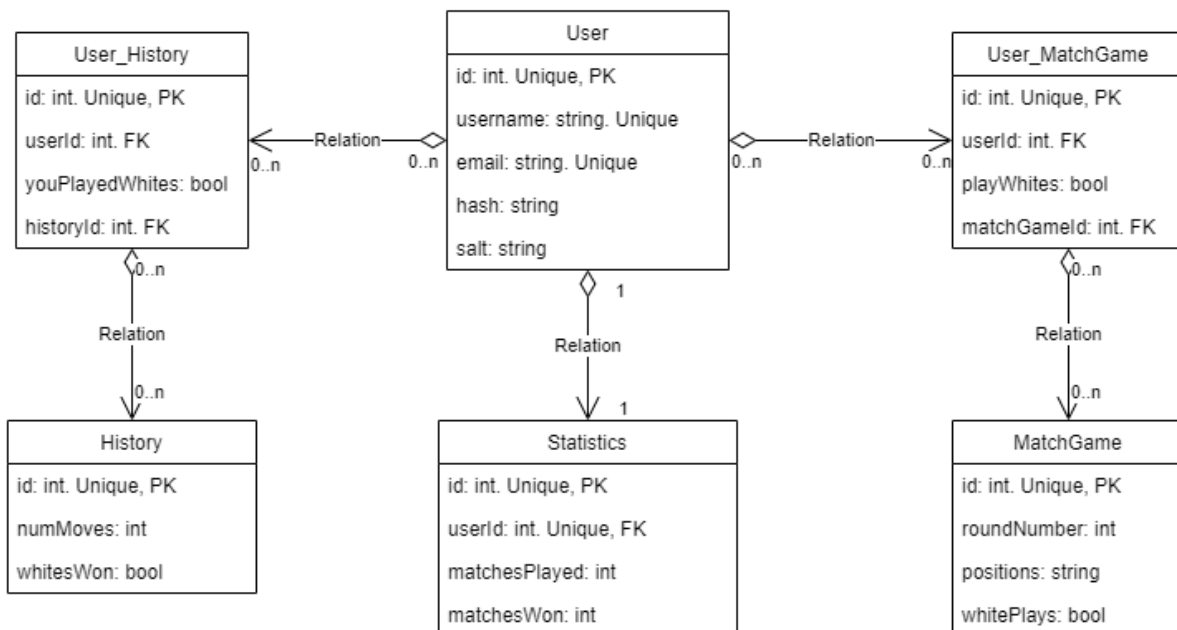 User_History
id: int. Unique, PK
userId: int. FK
youPlayedWhites: bool
historyId: int. FK
0..n
Relation
0..n
User
id: int. Unique, PK
username: string. Unique
email: string. Unique
hash: string
salt: string
0..n
Relation
0..n
User_MatchGame
id: int. Unique, PK
userId: int. FK
playWhites: bool
matchGameId: int. FK
0..n
Relation
0..n
1
Relation
1
0..n
Relation
0..n
History
id: int. Unique, PK
numMoves: int
whitesWon: bool
Statistics
id: int. Unique, PK
userId: int. Unique, FK
matchesPlayed: int
matchesWon: int
MatchGame
id: int. Unique, PK
roundNumber: int
positions: string
whitePlays: bool